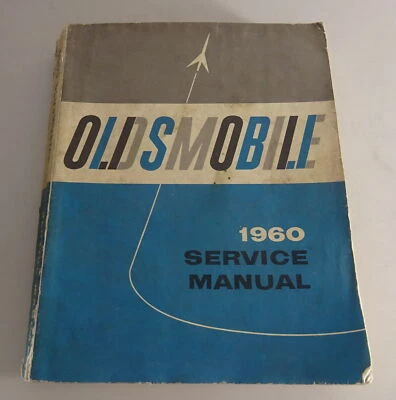 OLDSMOBILE
1960
SERVICE
MANUAL